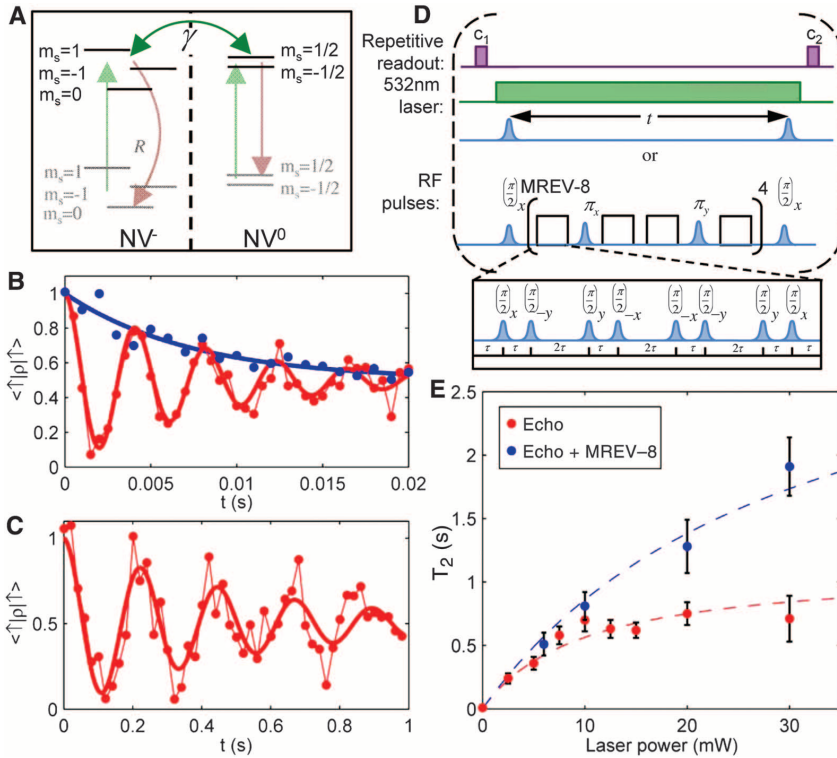 A
γ
m_s=1
m_s=-1
m_s=0
m_s=1/2
m_s=-1/2
R
m_s=1
m_s=-1
m_s=0
m_s=1/2
m_s=-1/2
NV⁻
NV⁰
B
<↑|ρ|↑>
1
0.8
0.6
0.4
0.2
0
0 0.005 0.01 0.015 0.02
t (s)
C
<↑|ρ|↑>
1
0.5
0
0 0.2 0.4 0.6 0.8 1
t (s)
D
Repetitive readout:
c₁
c₂
532nm laser:
t
or
RF pulses:
(π/2)ₓ
MREV-8
πₓ
π_y
4
(π/2)ₓ
(π/2)ₓ (π/2)₋y (π/2)y (π/2)₋ₓ (π/2)₋ₓ (π/2)₋y (π/2)y (π/2)ₓ
τ τ 2τ τ 2τ τ 2τ τ τ
E
T₂ (s)
2.5
2
1.5
1
0.5
0
Echo
Echo + MREV–8
0 10 20 30
Laser power (mW)